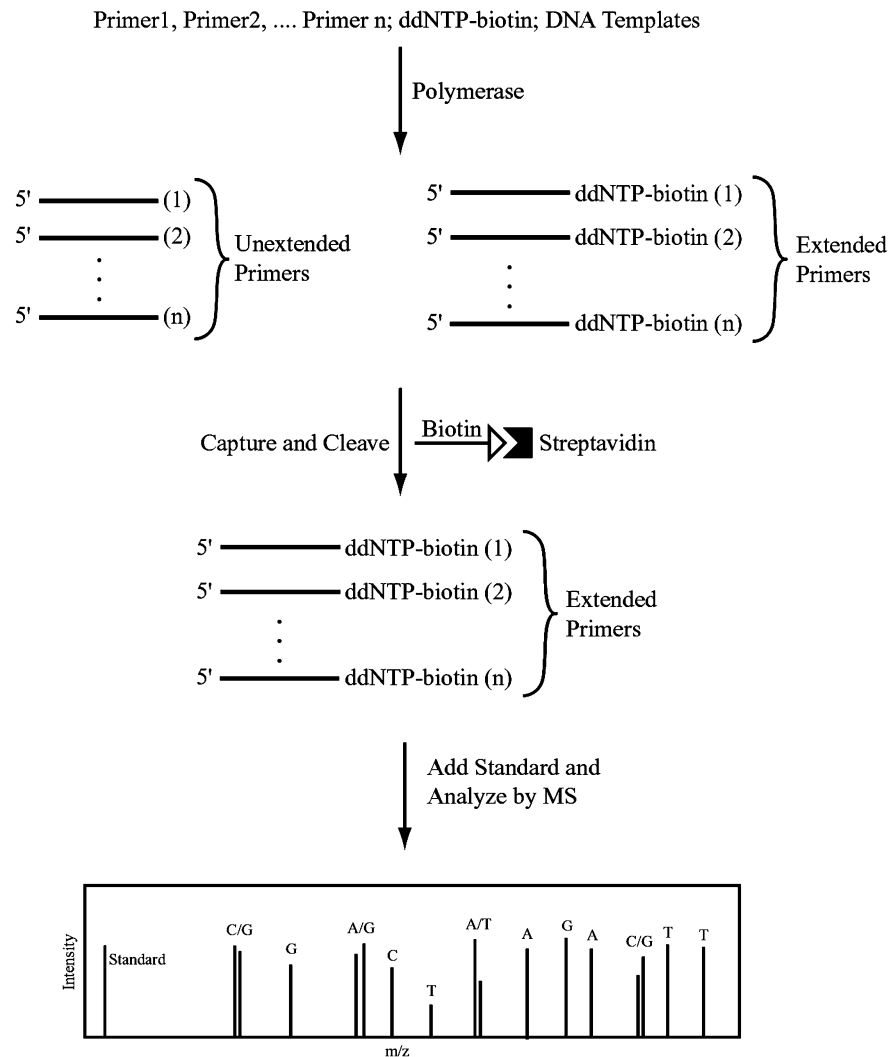 Primer1, Primer2, .... Primer n; ddNTP-biotin; DNA Templates
Polymerase
5' (1)
5' (2)
5' (n)
Unextended
Primers
5' ddNTP-biotin (1)
5' ddNTP-biotin (2)
5' ddNTP-biotin (n)
Extended
Primers
Capture and Cleave
Biotin
Streptavidin
5' ddNTP-biotin (1)
5' ddNTP-biotin (2)
5' ddNTP-biotin (n)
Extended
Primers
Add Standard and
Analyze by MS
Intensity
Standard
C/G
G
A/G
C
T
A/T
A
G
A
C/G
T
T
m/z